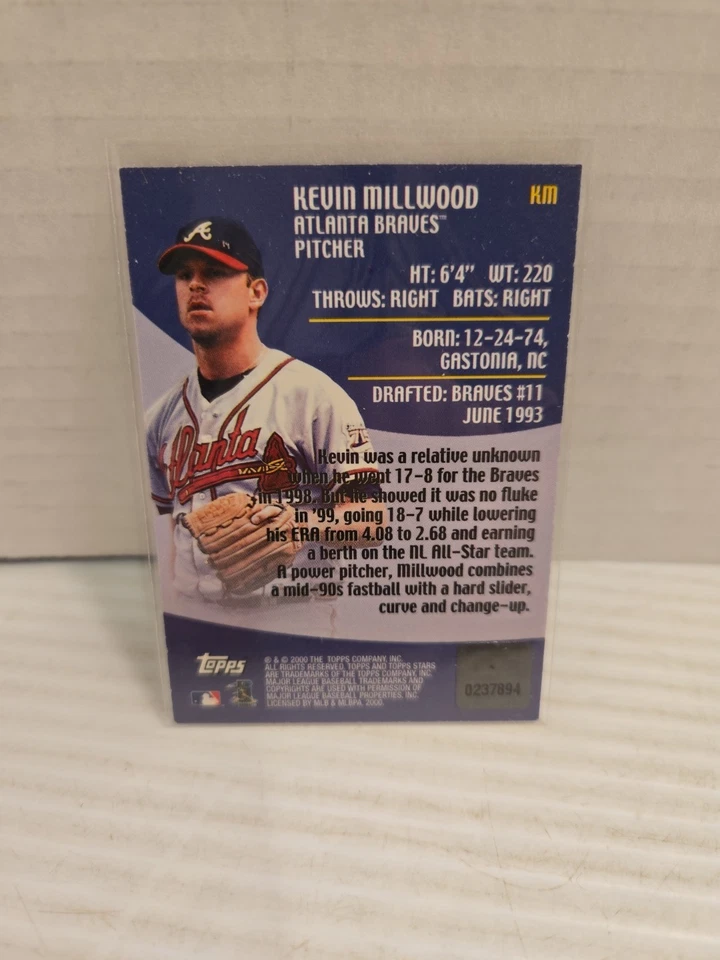 KEVIN MILLWOOD
KM
ATLANTA BRAVES™
PITCHER
HT: 6'4" WT: 220
THROWS: RIGHT BATS: RIGHT
BORN: 12-24-74,
GASTONIA, NC
DRAFTED: BRAVES #11
JUNE 1993
A
Atlanta
Kevin was a relative unknown
when he went 17-8 for the Braves
in 1998. But he showed it was no fluke
in '99, going 18-7 while lowering
his ERA from 4.08 to 2.68 and earning
a berth on the NL All-Star team.
A power pitcher, Millwood combines
a mid-90s fastball with a hard slider,
curve and change-up.
Topps
® & © 2000 THE TOPPS COMPANY, INC.
ALL RIGHTS RESERVED. TOPPS AND TOPPS STARS
ARE TRADEMARKS OF THE TOPPS COMPANY, INC.
MAJOR LEAGUE BASEBALL TRADEMARKS AND
COPYRIGHTS ARE USED WITH PERMISSION OF
MAJOR LEAGUE BASEBALL PROPERTIES, INC.
LICENSED BY MLB & MLBPA, 2000.
0237894